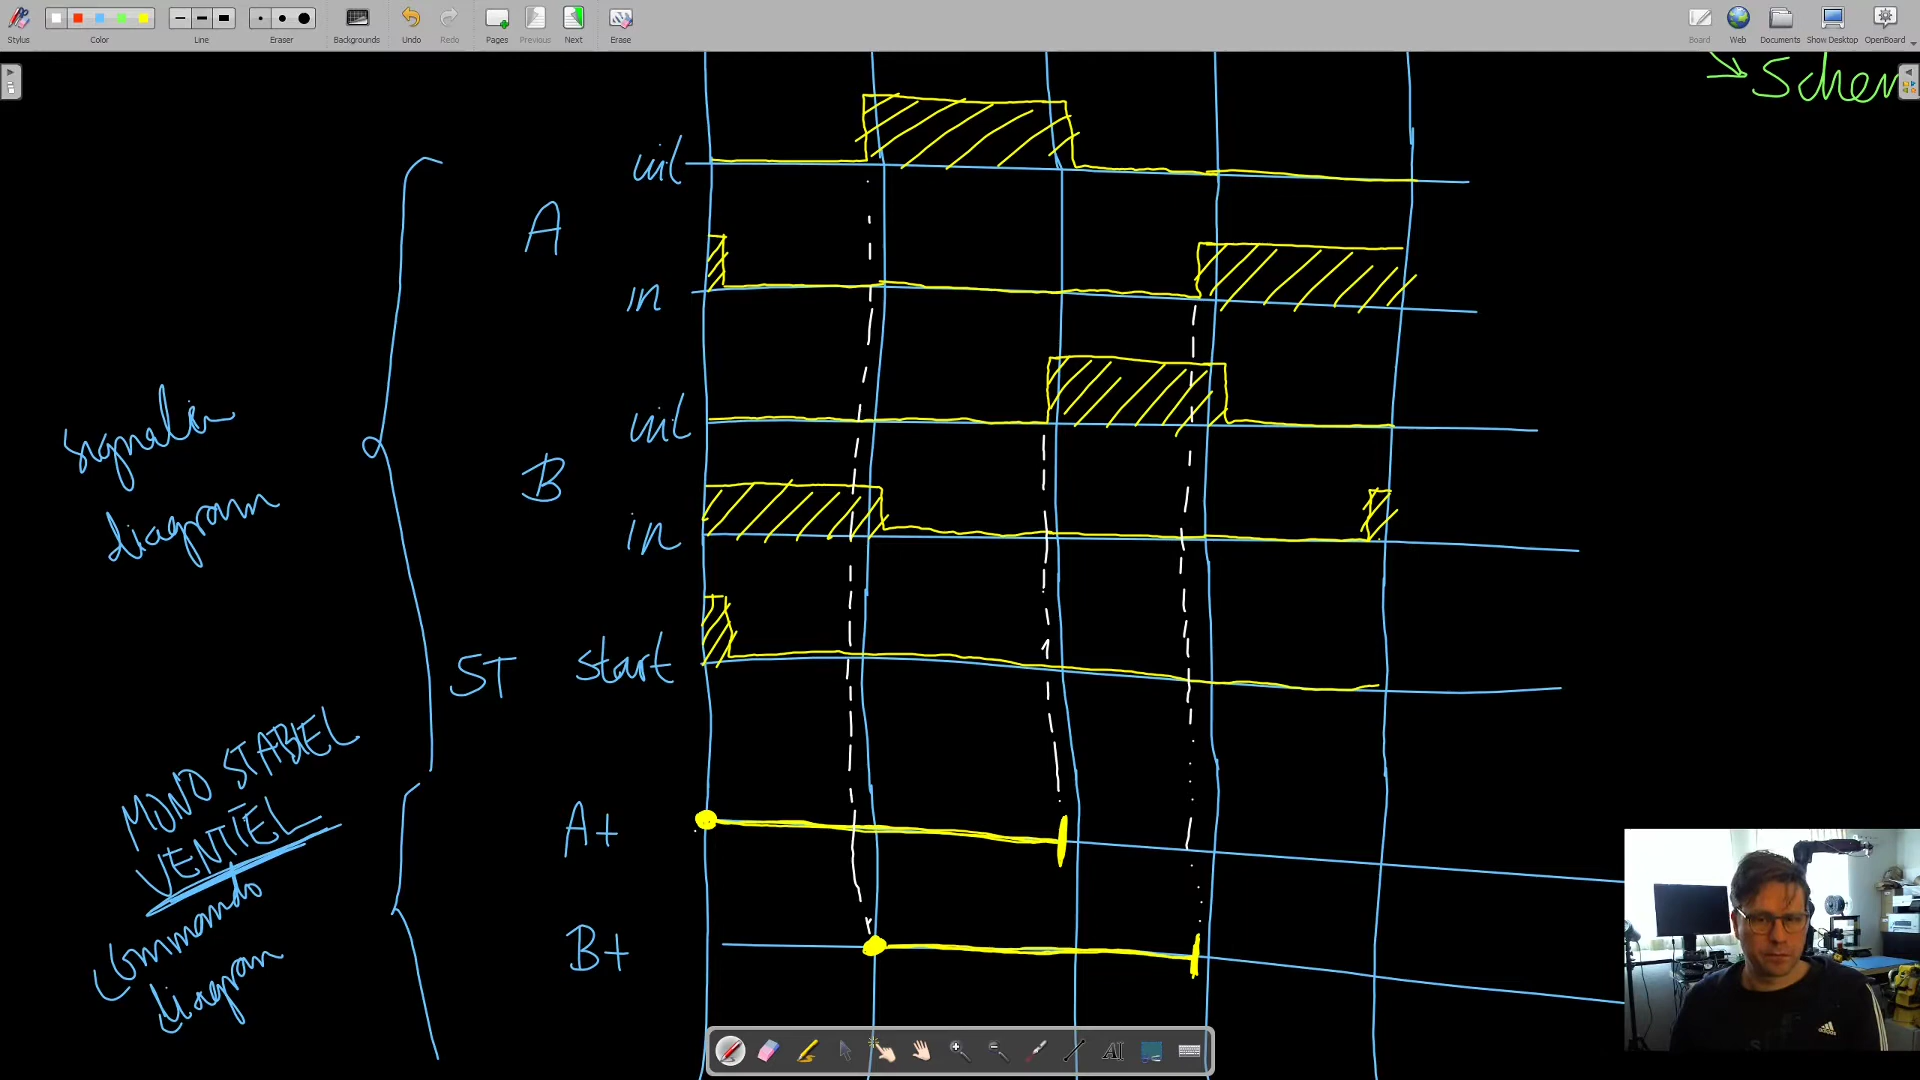 Stylus
Color
Line
Eraser
Backgrounds
Undo
Redo
Pages
Previous
Next
Erase
Board
Web
Documents
Show Desktop
OpenBoard
Schem
uit
A
in
uit
B
in
ST start
signalen
diagram
MONO STABIEL
VENTIEL
Commando
diagram
A+
B+